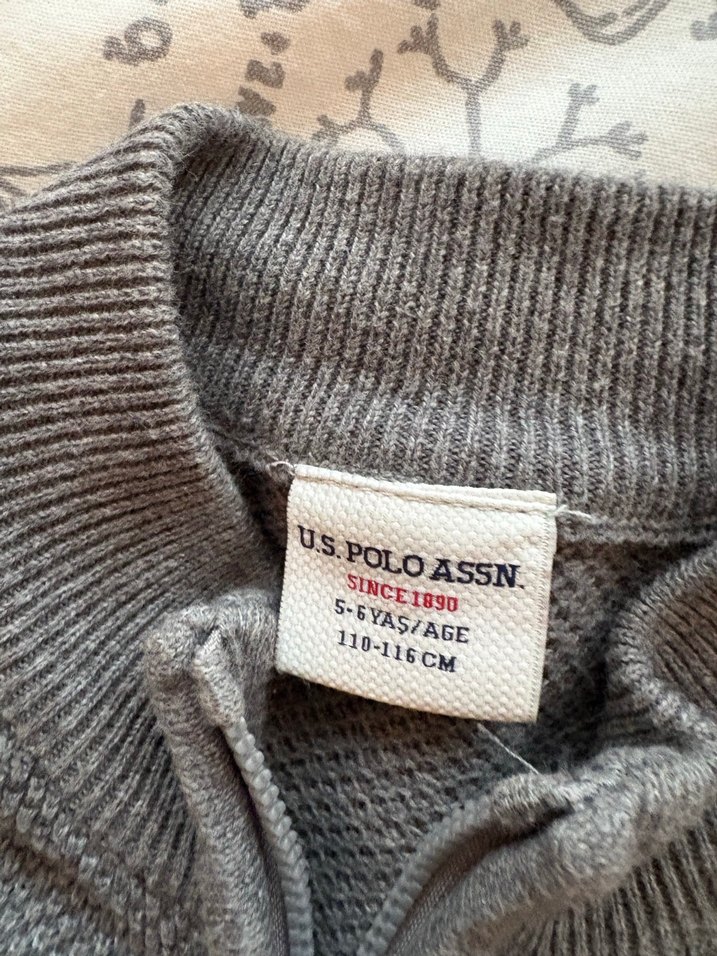 U.S. POLO ASSN.
SINCE 1890
5-6 YAŞ/AGE
110-116 CM